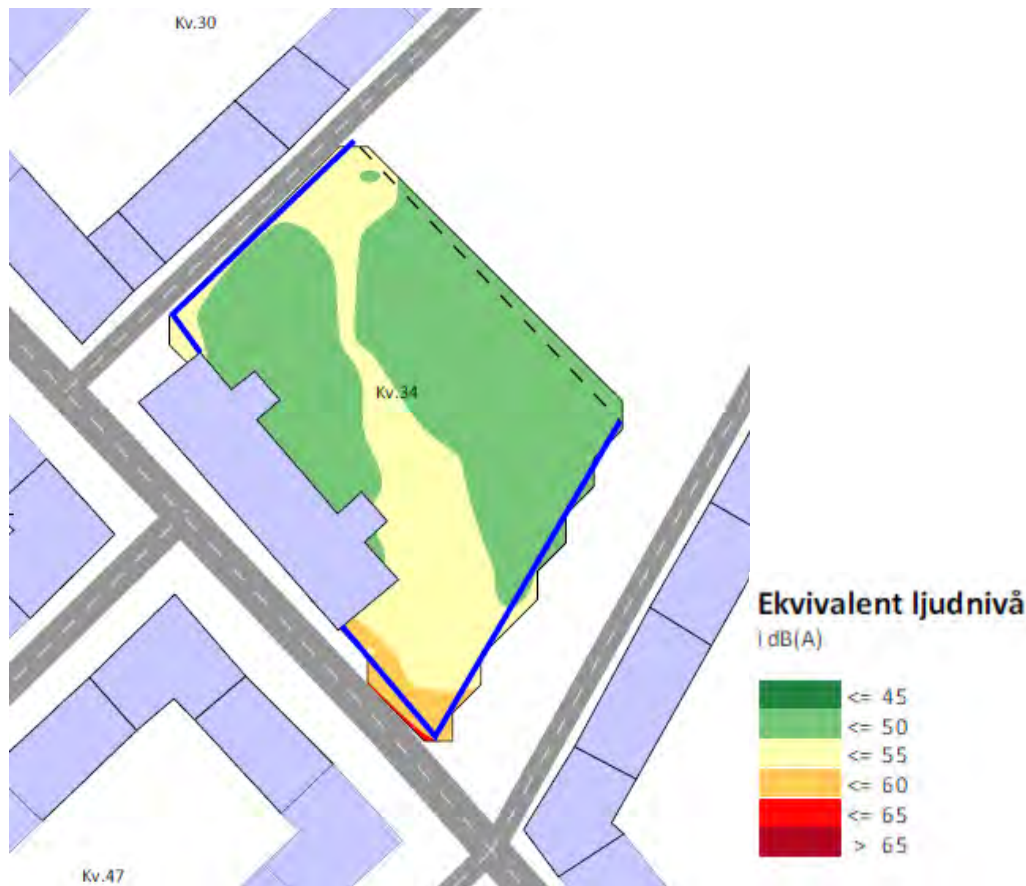 Kv.30
Kv.34
Kv.47
Ekvivalent ljudnivå
i dB(A)
<= 45
<= 50
<= 55
<= 60
<= 65
> 65